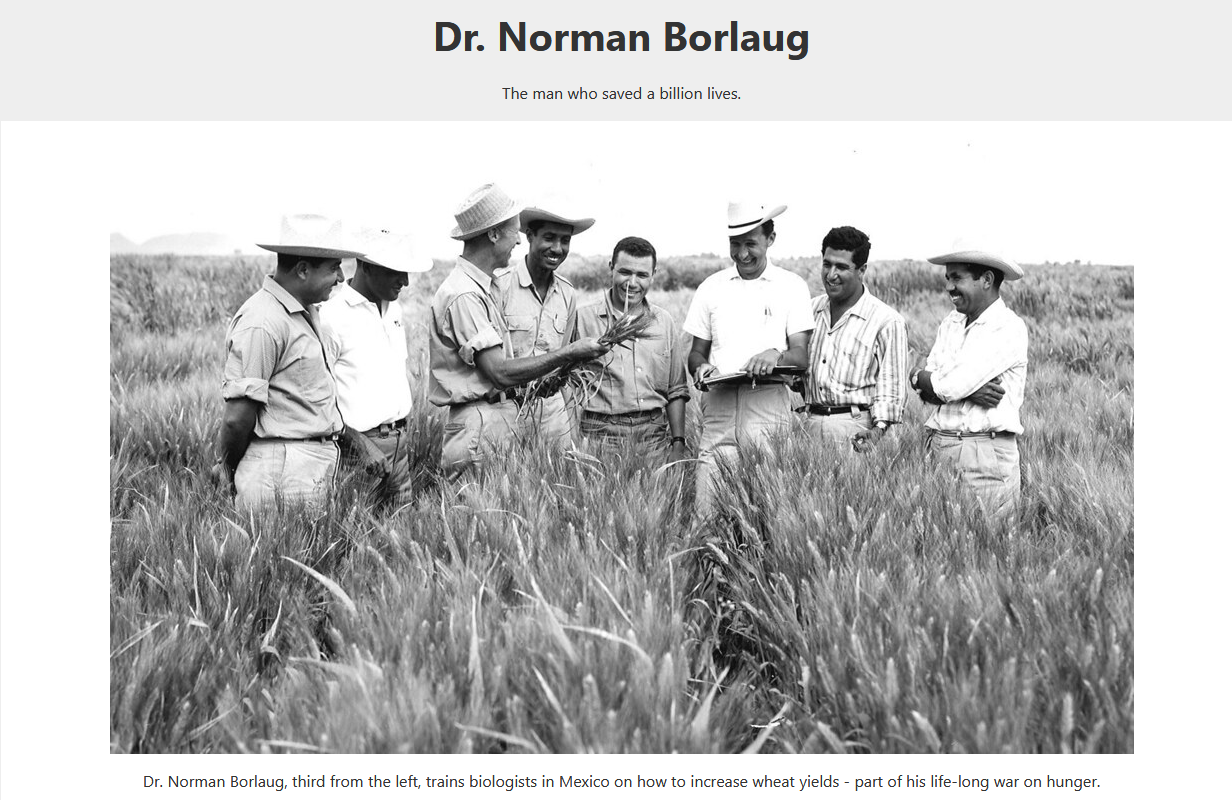 Dr. Norman Borlaug
The man who saved a billion lives.
Dr. Norman Borlaug, third from the left, trains biologists in Mexico on how to increase wheat yields - part of his life-long war on hunger.